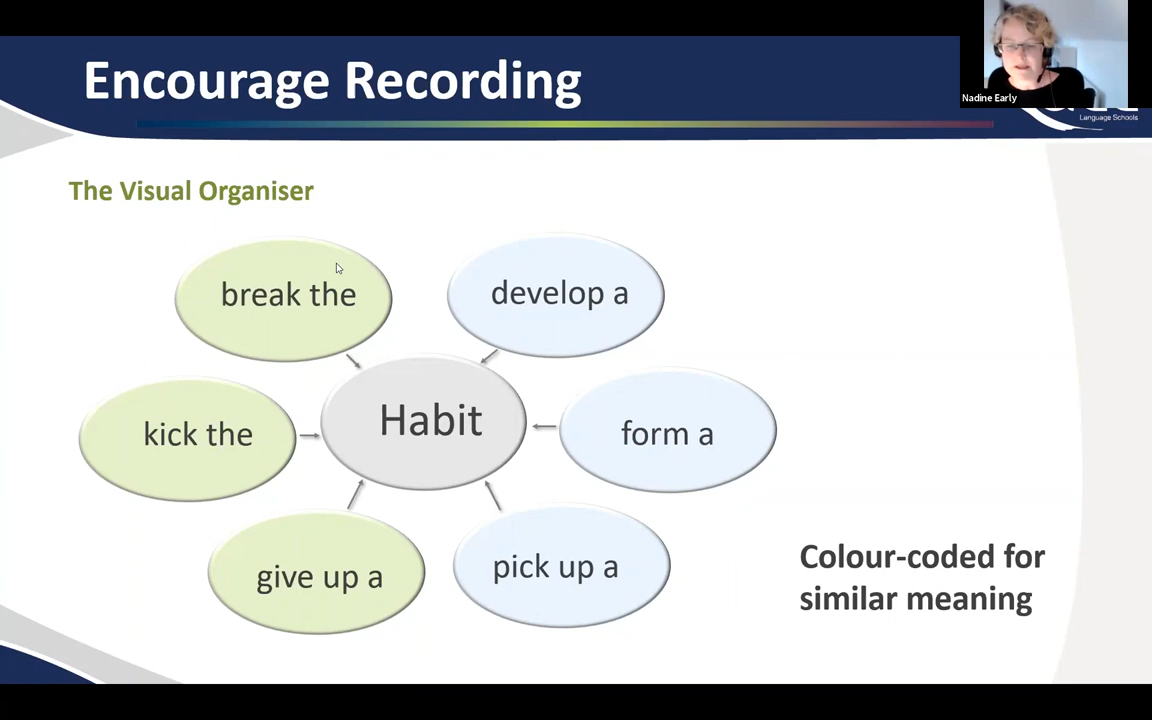 Encourage Recording
Nadine Early
Language Schools
The Visual Organiser
break the
develop a
kick the
Habit
form a
give up a
pick up a
Colour-coded for
similar meaning